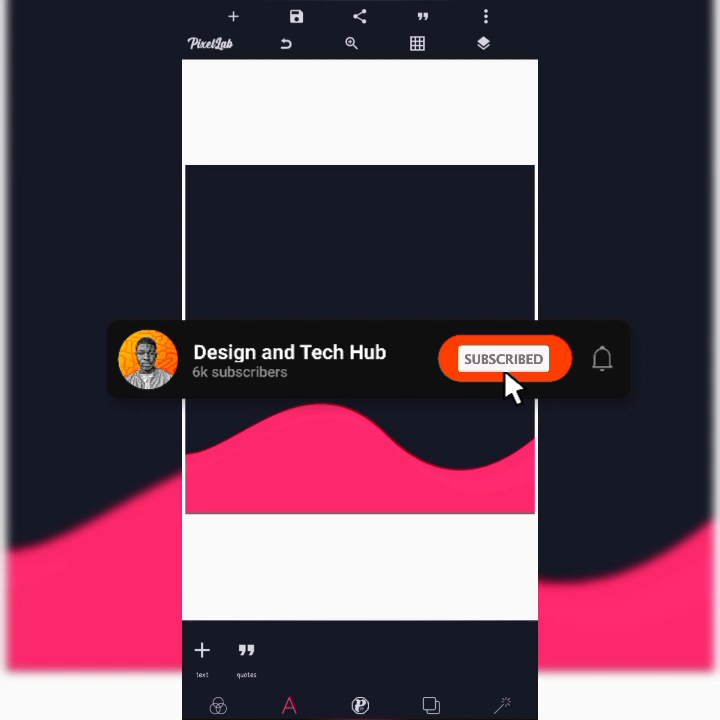 PixelLab
Design and Tech Hub
6k subscribers
SUBSCRIBED
text
quotes